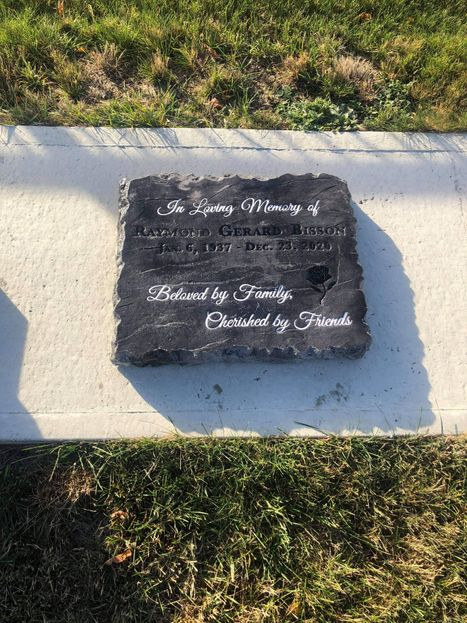 In Loving Memory of
Raymond Gerard Bisson
Jan. 6, 1937 - Dec. 23, 2020
Beloved by Family,
Cherished by Friends